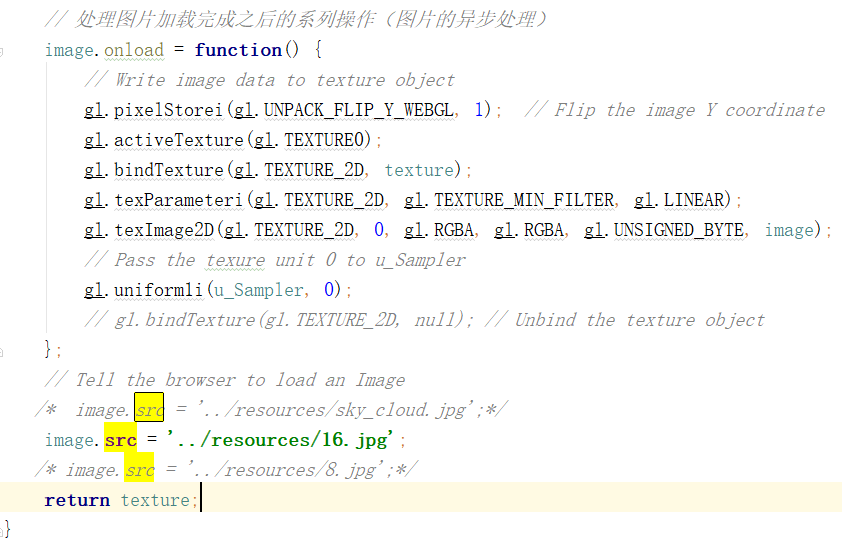 // 处理图片加载完成之后的系列操作（图片的异步处理）
image.onload = function() {
// Write image data to texture object
gl.pixelStorei(gl.UNPACK_FLIP_Y_WEBGL, 1);  // Flip the image Y coordinate
gl.activeTexture(gl.TEXTURE0);
gl.bindTexture(gl.TEXTURE_2D, texture);
gl.texParameteri(gl.TEXTURE_2D, gl.TEXTURE_MIN_FILTER, gl.LINEAR);
gl.texImage2D(gl.TEXTURE_2D, 0, gl.RGBA, gl.RGBA, gl.UNSIGNED_BYTE, image);
// Pass the texure unit 0 to u_Sampler
gl.uniform1i(u_Sampler, 0);
// gl.bindTexture(gl.TEXTURE_2D, null); // Unbind the texture object
};
// Tell the browser to load an Image
/*  image.src = '../resources/sky_cloud.jpg';*/
image.src = '../resources/16.jpg';
/* image.src = '../resources/8.jpg';*/
return texture;
}